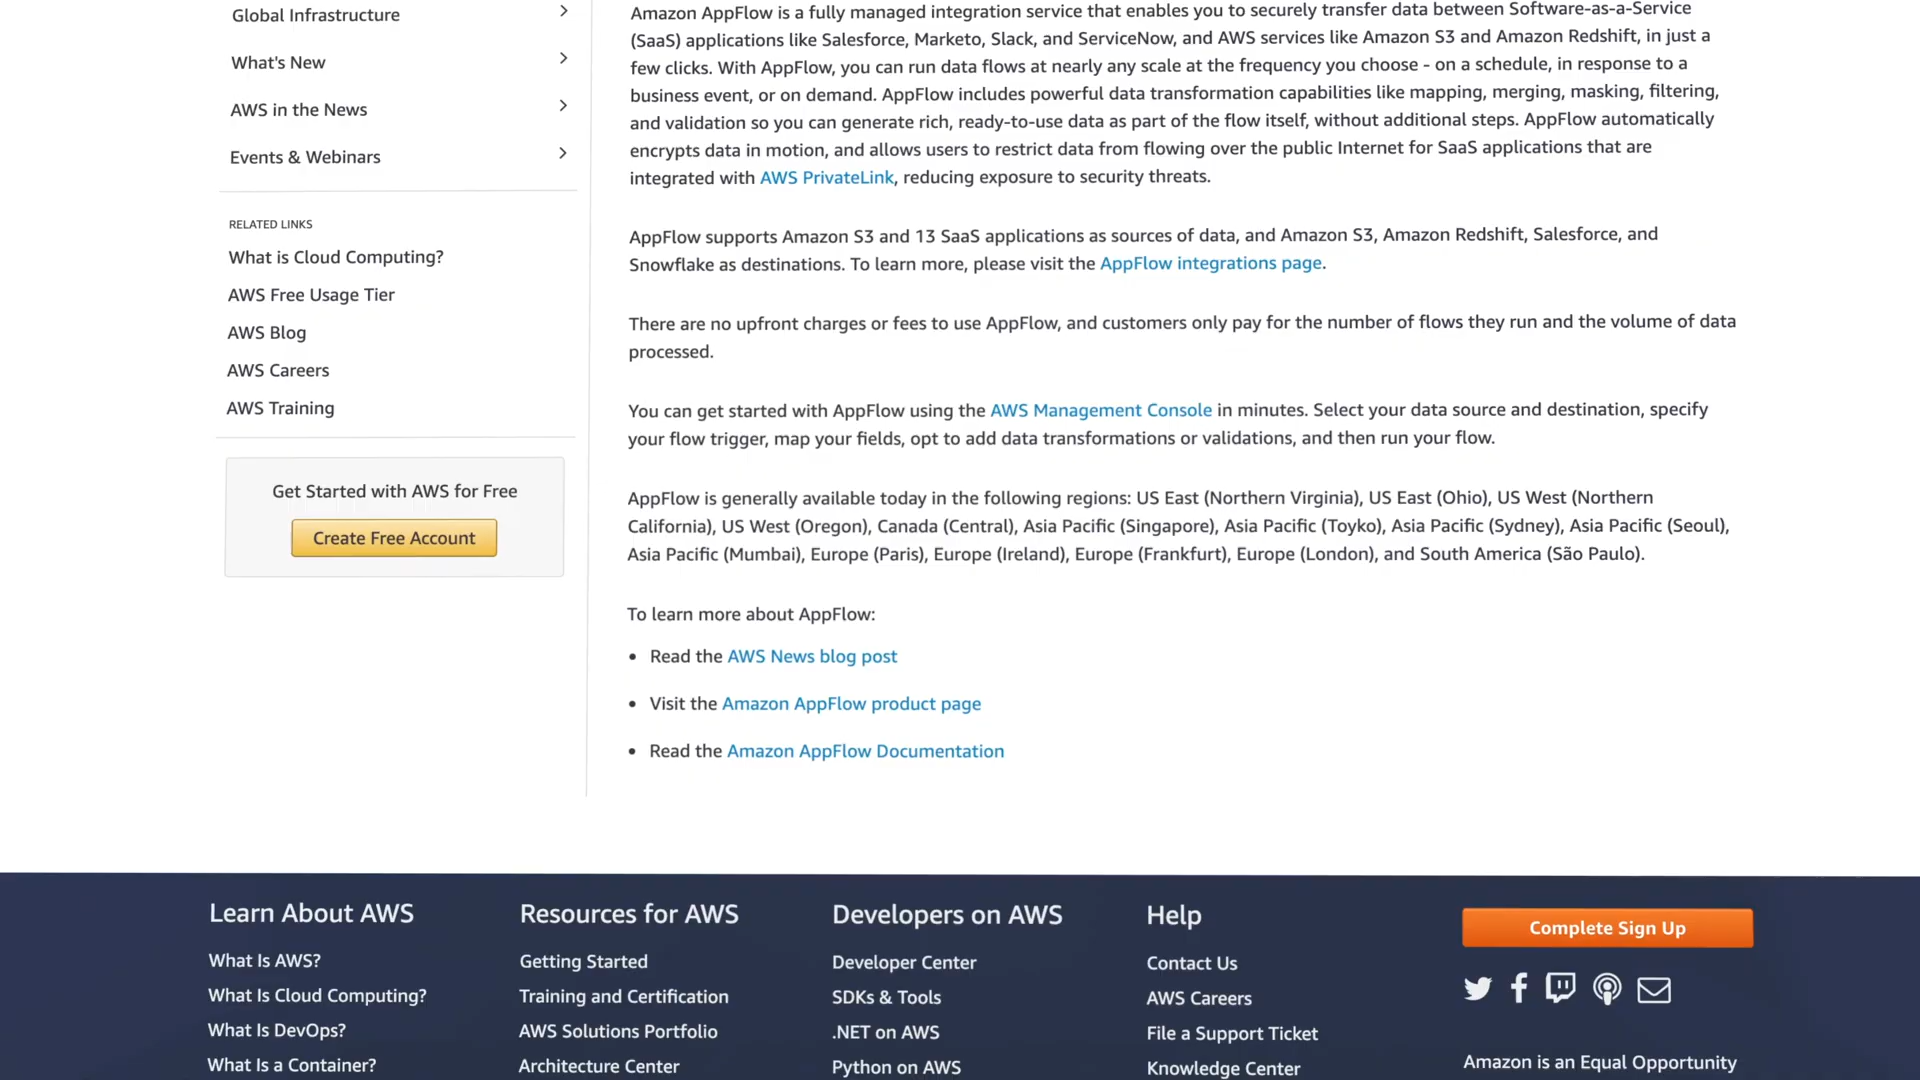 Global Infrastructure
What's New
AWS in the News
Events & Webinars
RELATED LINKS
What is Cloud Computing?
AWS Free Usage Tier
AWS Blog
AWS Careers
AWS Training
Get Started with AWS for Free
Create Free Account
Amazon AppFlow is a fully managed integration service that enables you to securely transfer data between Software-as-a-Service
(SaaS) applications like Salesforce, Marketo, Slack, and ServiceNow, and AWS services like Amazon S3 and Amazon Redshift, in just a
few clicks. With AppFlow, you can run data flows at nearly any scale at the frequency you choose - on a schedule, in response to a
business event, or on demand. AppFlow includes powerful data transformation capabilities like mapping, merging, masking, filtering,
and validation so you can generate rich, ready-to-use data as part of the flow itself, without additional steps. AppFlow automatically
encrypts data in motion, and allows users to restrict data from flowing over the public Internet for SaaS applications that are
integrated with AWS PrivateLink, reducing exposure to security threats.
AppFlow supports Amazon S3 and 13 SaaS applications as sources of data, and Amazon S3, Amazon Redshift, Salesforce, and
Snowflake as destinations. To learn more, please visit the AppFlow integrations page.
There are no upfront charges or fees to use AppFlow, and customers only pay for the number of flows they run and the volume of data
processed.
You can get started with AppFlow using the AWS Management Console in minutes. Select your data source and destination, specify
your flow trigger, map your fields, opt to add data transformations or validations, and then run your flow.
AppFlow is generally available today in the following regions: US East (Northern Virginia), US East (Ohio), US West (Northern
California), US West (Oregon), Canada (Central), Asia Pacific (Singapore), Asia Pacific (Toyko), Asia Pacific (Sydney), Asia Pacific (Seoul),
Asia Pacific (Mumbai), Europe (Paris), Europe (Ireland), Europe (Frankfurt), Europe (London), and South America (São Paulo).
To learn more about AppFlow:
• Read the AWS News blog post
• Visit the Amazon AppFlow product page
• Read the Amazon AppFlow Documentation
Learn About AWS
What Is AWS?
What Is Cloud Computing?
What Is DevOps?
What Is a Container?
Resources for AWS
Getting Started
Training and Certification
AWS Solutions Portfolio
Architecture Center
Developers on AWS
Developer Center
SDKs & Tools
.NET on AWS
Python on AWS
Help
Contact Us
AWS Careers
File a Support Ticket
Knowledge Center
Complete Sign Up
Amazon is an Equal Opportunity